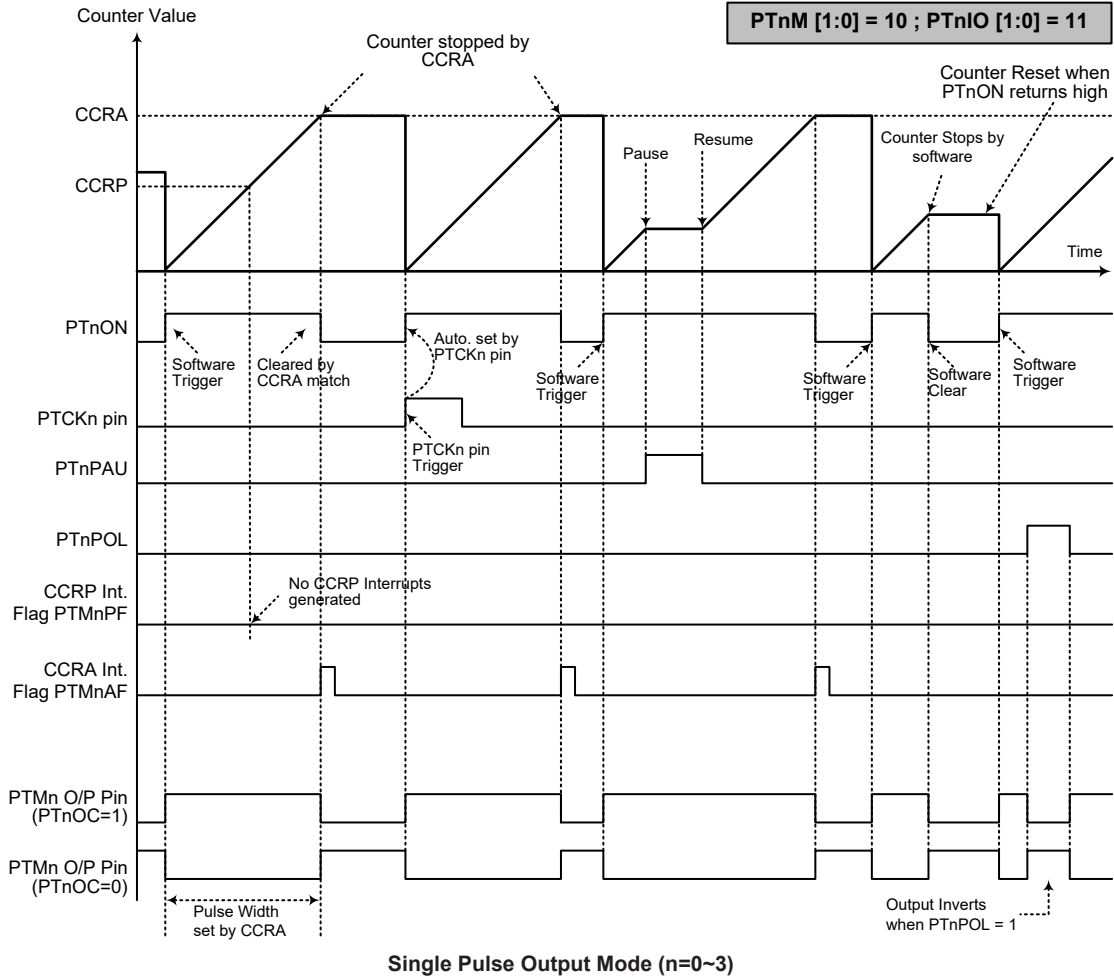 Counter Value
PTnM [1:0] = 10 ; PTnIO [1:0] = 11
Counter stopped by
CCRA
Counter Reset when
PTnON returns high
CCRA
CCRP
Pause
Resume
Counter Stops by
software
Time
PTnON
Software
Trigger
Cleared by
CCRA match
Auto. set by
PTCKn pin
Software
Trigger
Software
Trigger
Software
Clear
Software
Trigger
PTCKn pin
PTCKn pin
Trigger
PTnPAU
PTnPOL
CCRP Int.
Flag PTMnPF
No CCRP Interrupts
generated
CCRA Int.
Flag PTMnAF
PTMn O/P Pin
(PTnOC=1)
PTMn O/P Pin
(PTnOC=0)
Pulse Width
set by CCRA
Output Inverts
when PTnPOL = 1
Single Pulse Output Mode (n=0~3)